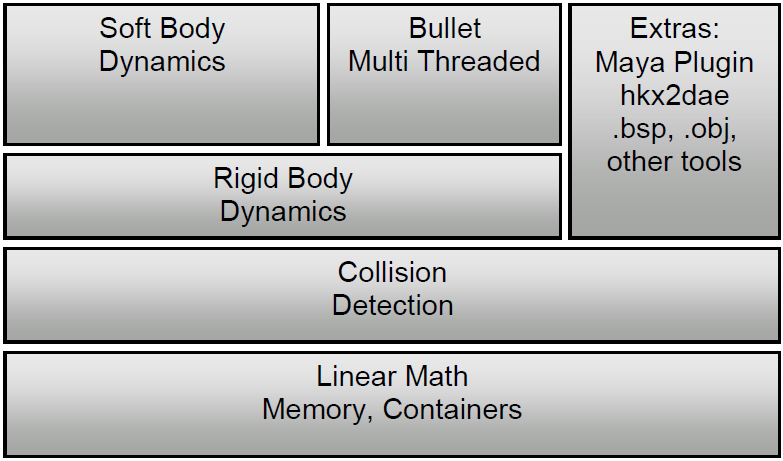 Soft Body
Dynamics
Bullet
Multi Threaded
Extras:
Maya Plugin
hkx2dae
.bsp, .obj,
other tools
Rigid Body
Dynamics
Collision
Detection
Linear Math
Memory, Containers